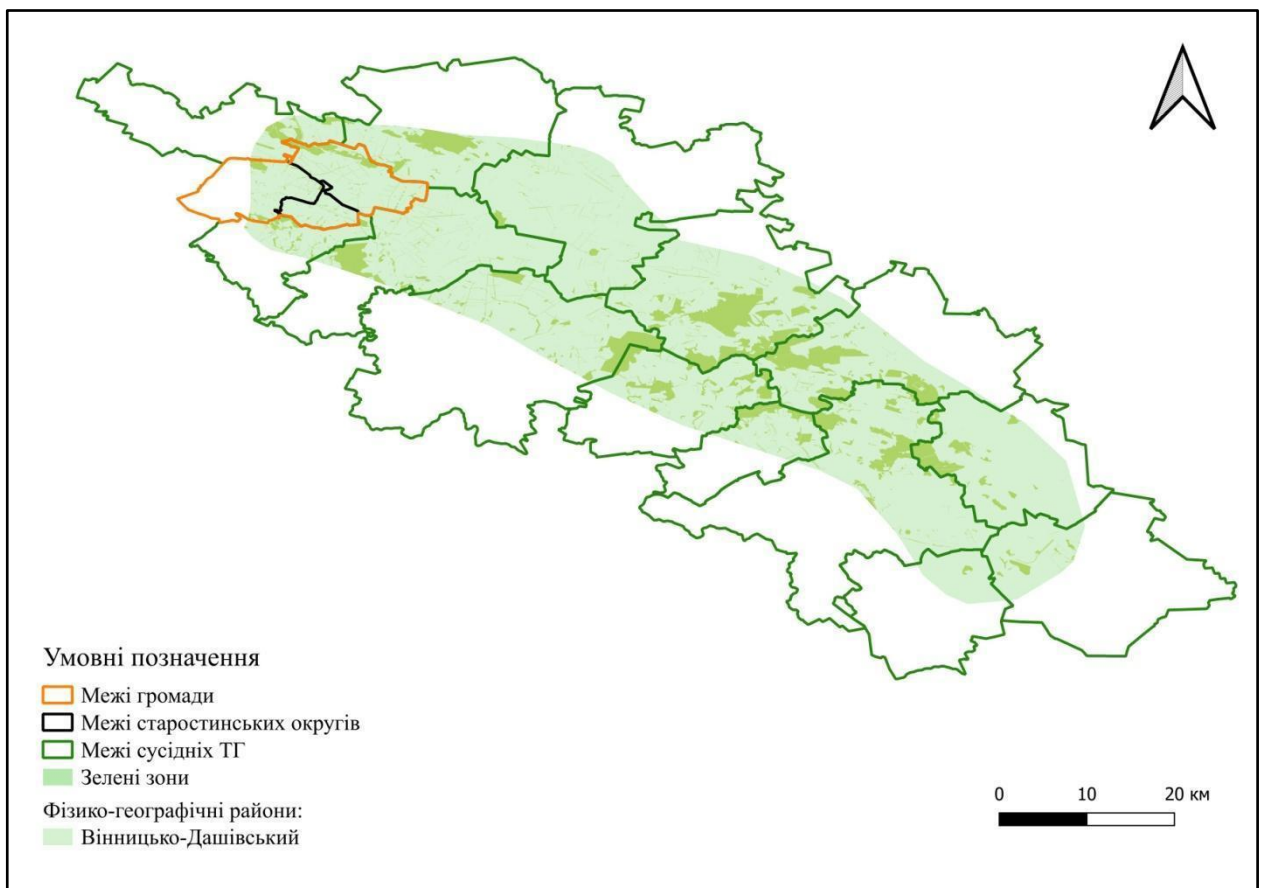 Умовні позначення
Межі громади
Межі старостинських округів
Межі сусідніх ТГ
Зелені зони
Фізико-географічні райони:
Вінницько-Дашівський
0 10 20 км